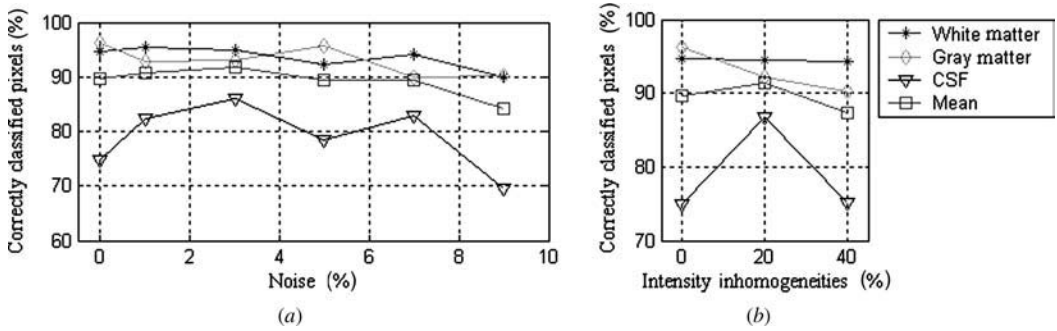 Correctly classified pixels (%)
100
90
80
70
60
0
2
4
6
8
10
Noise (%)
(a)
Correctly classified pixels (%)
100
90
80
70
0
20
40
Intensity inhomogeneities (%)
(b)
White matter
Gray matter
CSF
Mean